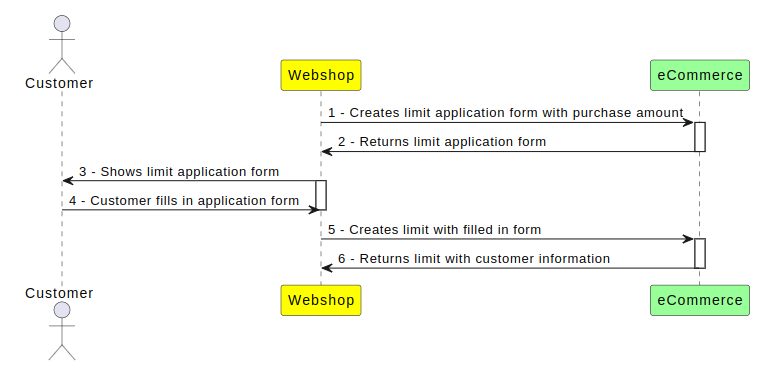 Customer
Webshop
eCommerce
1 - Creates limit application form with purchase amount
2 - Returns limit application form
3 - Shows limit application form
4 - Customer fills in application form
5 - Creates limit with filled in form
6 - Returns limit with customer information
Customer
Webshop
eCommerce